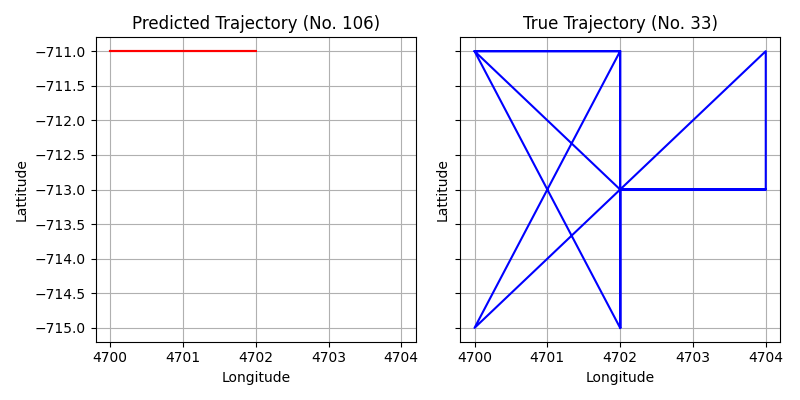 Predicted Trajectory (No. 106)
−711.0
−711.5
−712.0
−712.5
−713.0
−713.5
−714.0
−714.5
−715.0
Lattitude
4700 4701 4702 4703 4704
Longitude
True Trajectory (No. 33)
Lattitude
4700 4701 4702 4703 4704
Longitude